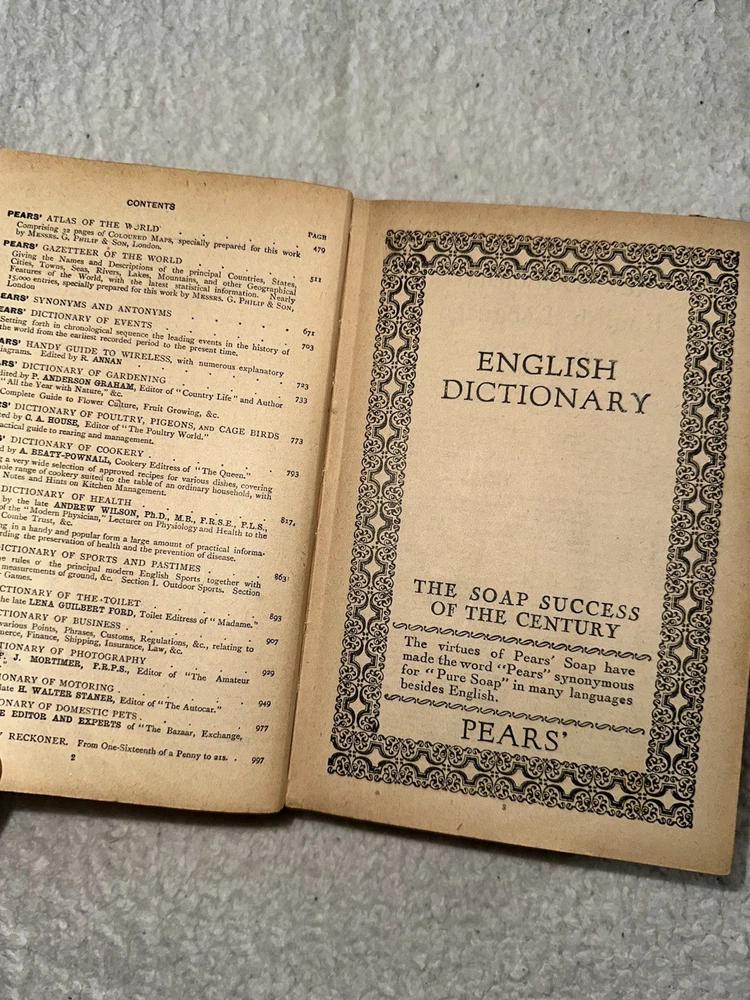 CONTENTS
PAGE
PEARS' ATLAS OF THE WORLD
Comprising 32 pages of COLOURED MAPS, specially prepared for this work 479
by MESSRS. G. PHILIP & SON, London.
PEARS' GAZETTEER OF THE WORLD 511
Giving the Names and Descriptions of the principal Countries, States,
Cities, Towns, Seas, Rivers, Lakes, Mountains, and other Geographical
Features of the World, with the latest statistical information. Nearly
entries, specially prepared for this work by MESSRS. G. PHILIP & SON,
London
EARS' SYNONYMS AND ANTONYMS 671
EARS' DICTIONARY OF EVENTS 703
Setting forth in chronological sequence the leading events in the history of
the world from the earliest recorded period to the present time.
ARS' HANDY GUIDE TO WIRELESS, with numerous explanatory
diagrams. Edited by R. ANNAN 723
ARS' DICTIONARY OF GARDENING 733
dited by P. ANDERSON GRAHAM, Editor of "Country Life" and Author
"All the Year with Nature," &c.
Complete Guide to Flower Culture, Fruit Growing, &c.
S' DICTIONARY OF POULTRY, PIGEONS, AND CAGE BIRDS 773
ted by C. A. HOUSE, Editor of "The Poultry World."
actical guide to rearing and management.
S' DICTIONARY OF COOKERY 793
d by A. BEATY-POWNALL, Cookery Editress of "The Queen."
g a very wide selection of approved recipes for various dishes, covering
hole range of cookery suited to the table of an ordinary household, with
Notes and Hints on Kitchen Management.
DICTIONARY OF HEALTH 817
by the late ANDREW WILSON, Ph.D., M.B., F.R.S.E., F.L.S.,
of the "Modern Physician," Lecturer on Physiology and Health to the
Combe Trust, &c.
ng in a handy and popular form a large amount of practical informa-
rding the preservation of health and the prevention of disease.
DICTIONARY OF SPORTS AND PASTIMES 863
e rules of the principal modern English Sports together with
measurements of ground, &c. Section I. Outdoor Sports. Section
Games.
CTIONARY OF THE TOILET 893
he late LENA GUILBERT FORD, Toilet Editress of "Madame."
CTIONARY OF BUSINESS 907
various Points, Phrases, Customs, Regulations, &c., relating to
merce, Finance, Shipping, Insurance, Law, &c.
TIONARY OF PHOTOGRAPHY 929
J. MORTIMER, F.R.P.S., Editor of "The Amateur
IONARY OF MOTORING 949
late H. WALTER STANER, Editor of "The Autocar."
ONARY OF DOMESTIC PETS 977
E EDITOR AND EXPERTS of "The Bazaar, Exchange,
Y RECKONER. From One-Sixteenth of a Penny to 21s. 997
2
ENGLISH
DICTIONARY
THE SOAP SUCCESS
OF THE CENTURY
The virtues of Pears' Soap have
made the word "Pears" synonymous
for "Pure Soap" in many languages
besides English.
PEARS'
3